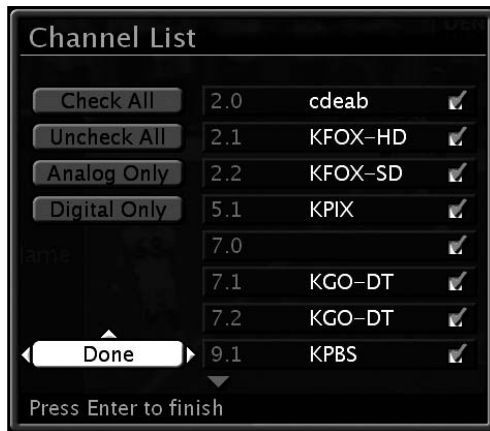 Channel List
Check All
Uncheck All
Analog Only
Digital Only
Done
2.0 cdeab
2.1 KFOX-HD
2.2 KFOX-SD
5.1 KPIX
7.0
7.1 KGO-DT
7.2 KGO-DT
9.1 KPBS
Press Enter to finish